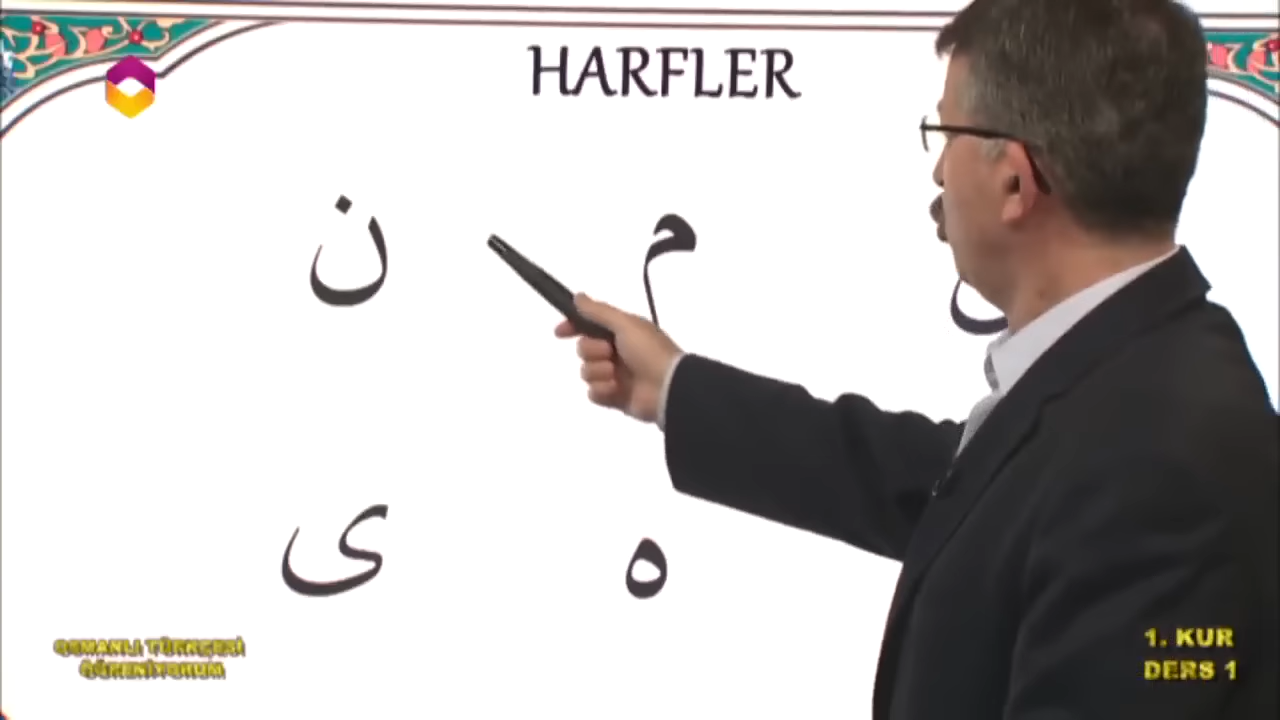 HARFLER
م ن
ه ى
OSMANLI TÜRKÇESİ
ÖĞRENİYORUM
1. KUR
DERS 1